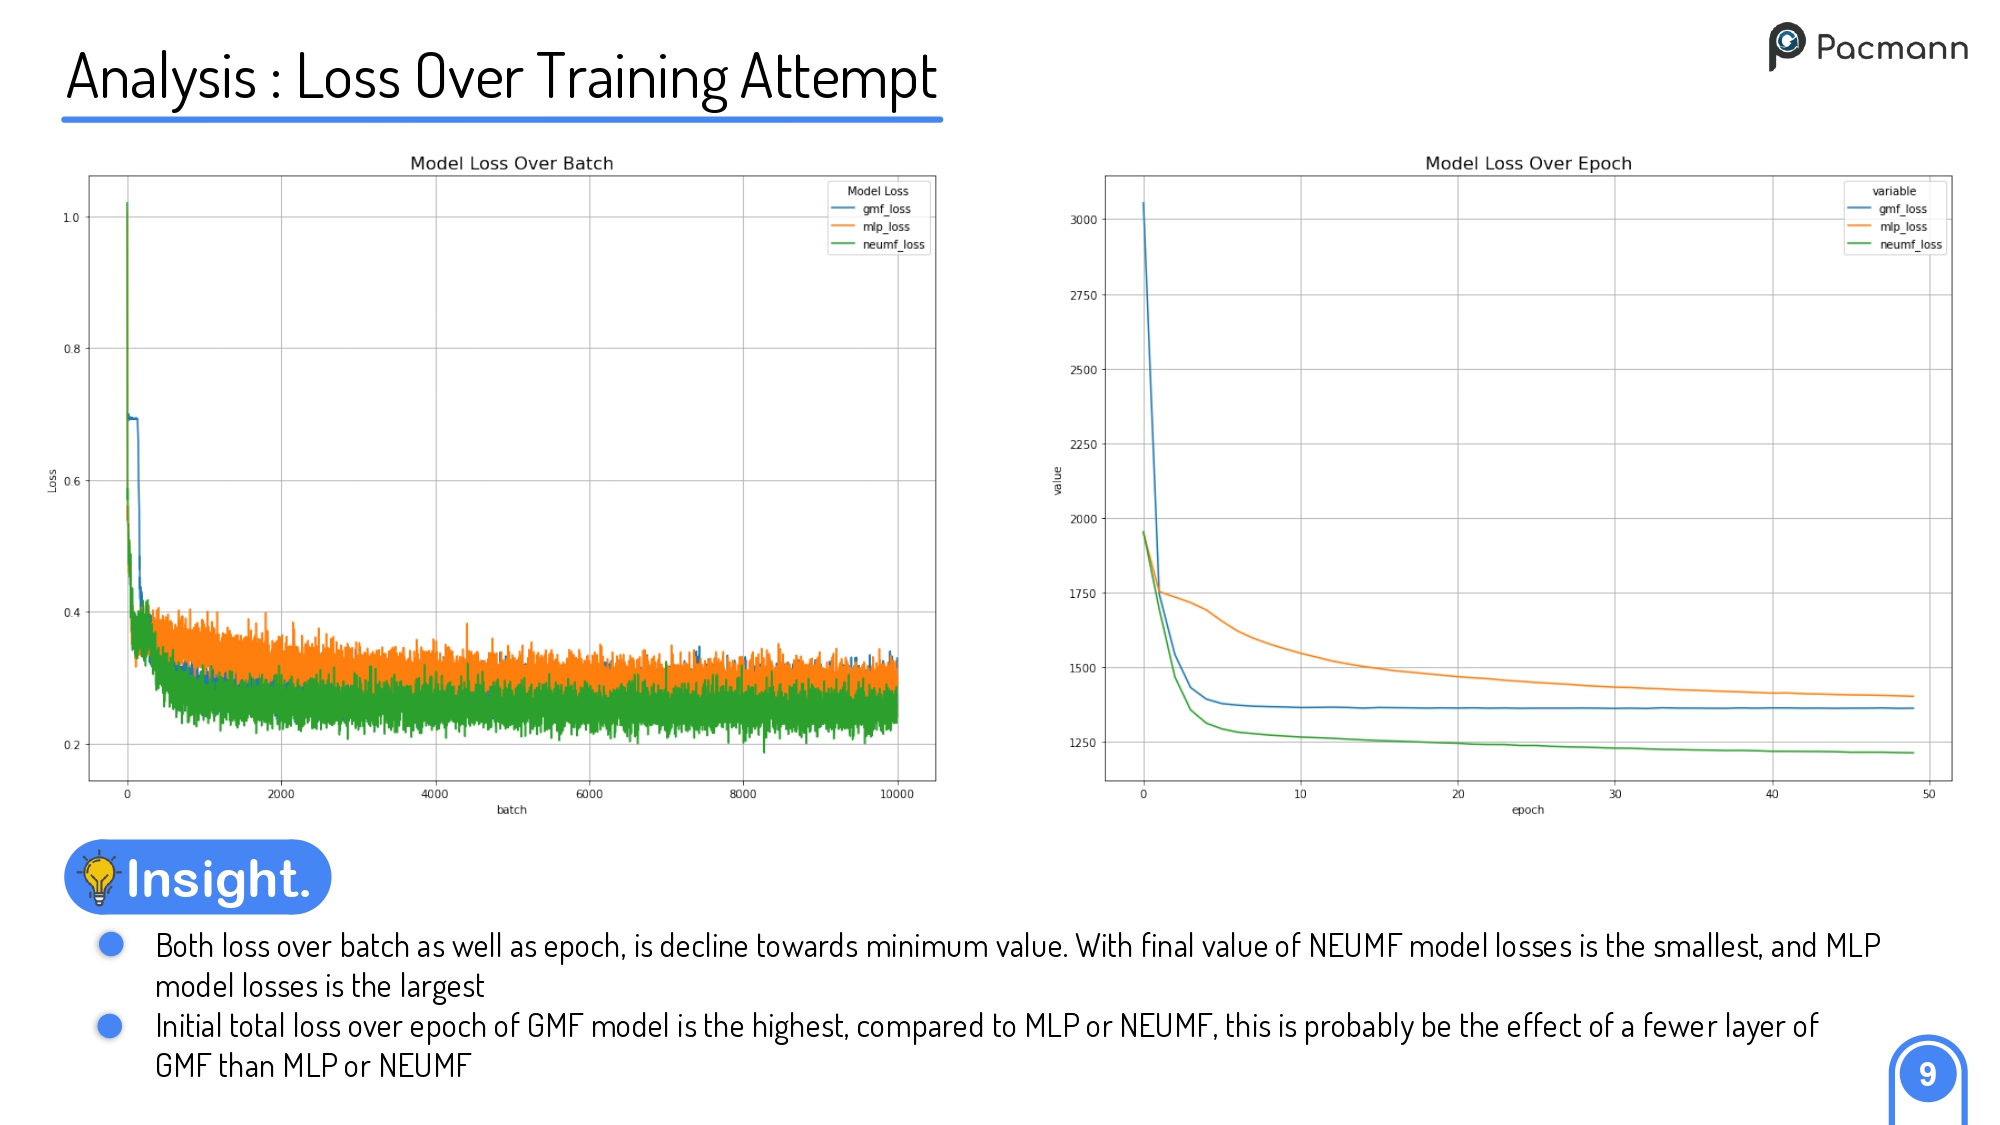 Analysis : Loss Over Training Attempt
Pacmann
Model Loss Over Batch
Model Loss
gmf_loss
mlp_loss
neumf_loss
Loss
1.0
0.8
0.6
0.4
0.2
0
2000
4000
6000
8000
10000
batch
Model Loss Over Epoch
variable
gmf_loss
mlp_loss
neumf_loss
value
3000
2750
2500
2250
2000
1750
1500
1250
0
10
20
30
40
50
epoch
Insight.
Both loss over batch as well as epoch, is decline towards minimum value. With final value of NEUMF model losses is the smallest, and MLP
model losses is the largest
Initial total loss over epoch of GMF model is the highest, compared to MLP or NEUMF, this is probably be the effect of a fewer layer of
GMF than MLP or NEUMF
9